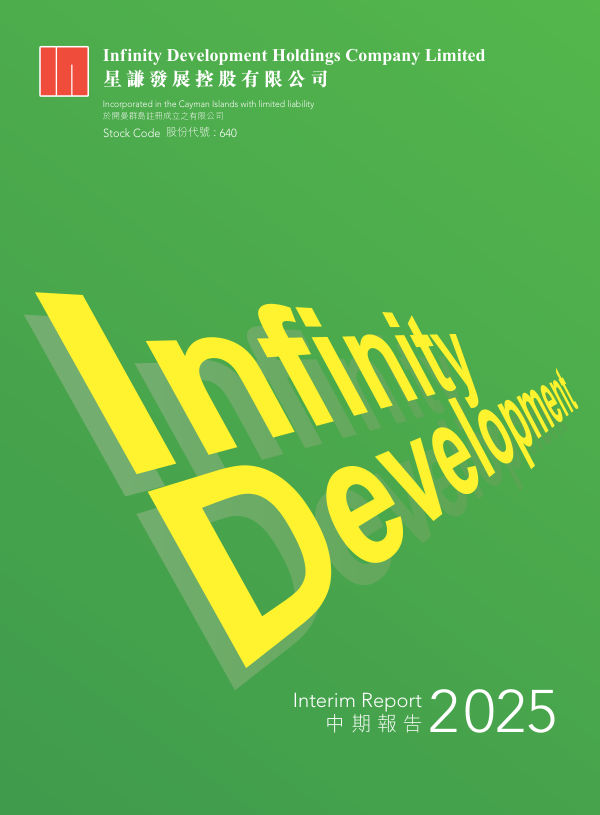 Infinity Development Holdings Company Limited
星謙發展控股有限公司
Incorporated in the Cayman Islands with limited liability
於開曼群島註冊成立之有限公司
Stock Code 股份代號 : 640
Infinity
Development
Interim Report
中期報告
2025